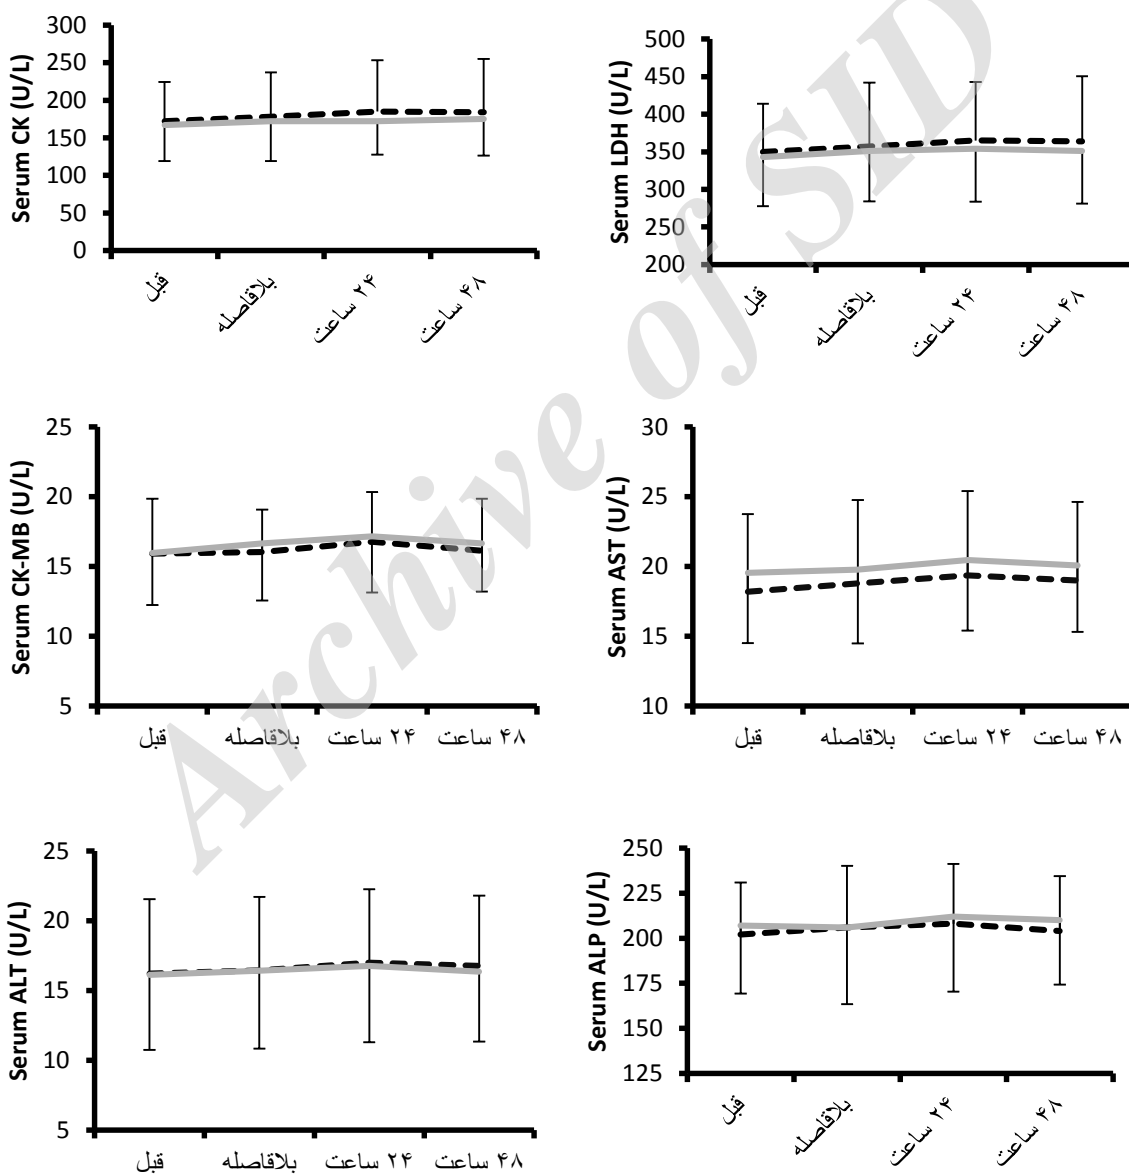 Serum CK (U/L)
300
250
200
150
100
50
0
قبل
بلافاصله
۲۴ ساعت
۴۸ ساعت
Serum LDH (U/L)
500
450
400
350
300
250
200
قبل
بلافاصله
۲۴ ساعت
۴۸ ساعت
Serum CK-MB (U/L)
25
20
15
10
5
قبل
بلافاصله
۲۴ ساعت
۴۸ ساعت
Serum AST (U/L)
30
25
20
15
10
قبل
بلافاصله
۲۴ ساعت
۴۸ ساعت
Serum ALT (U/L)
25
20
15
10
5
قبل
بلافاصله
۲۴ ساعت
۴۸ ساعت
Serum ALP (U/L)
250
225
200
175
150
125
قبل
بلافاصله
۲۴ ساعت
۴۸ ساعت
Archive of SID